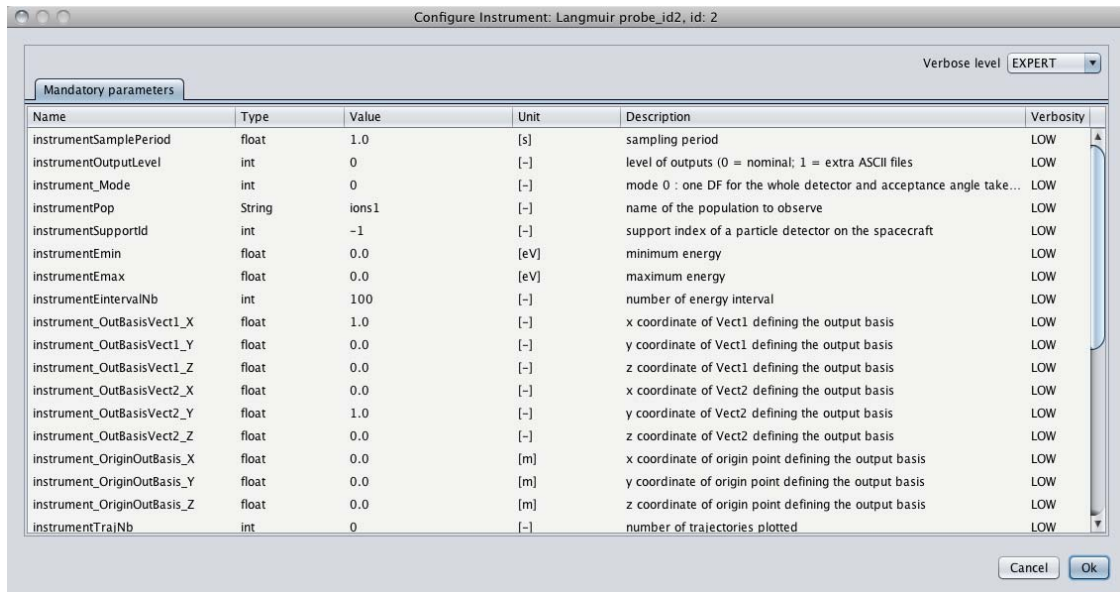 Configure Instrument: Langmuir probe_id2, id: 2
Verbose level EXPERT
Mandatory parameters
Name Type Value Unit Description Verbosity
instrumentSamplePeriod float 1.0 [s] sampling period LOW
instrumentOutputLevel int 0 [-] level of outputs (0 = nominal; 1 = extra ASCII files LOW
instrument_Mode int 0 [-] mode 0 : one DF for the whole detector and acceptance angle take... LOW
instrumentPop String ions1 [-] name of the population to observe LOW
instrumentSupportId int -1 [-] support index of a particle detector on the spacecraft LOW
instrumentEmin float 0.0 [eV] minimum energy LOW
instrumentEmax float 0.0 [eV] maximum energy LOW
instrumentEintervalNb int 100 [-] number of energy interval LOW
instrument_OutBasisVect1_X float 1.0 [-] x coordinate of Vect1 defining the output basis LOW
instrument_OutBasisVect1_Y float 0.0 [-] y coordinate of Vect1 defining the output basis LOW
instrument_OutBasisVect1_Z float 0.0 [-] z coordinate of Vect1 defining the output basis LOW
instrument_OutBasisVect2_X float 0.0 [-] x coordinate of Vect2 defining the output basis LOW
instrument_OutBasisVect2_Y float 1.0 [-] y coordinate of Vect2 defining the output basis LOW
instrument_OutBasisVect2_Z float 0.0 [-] z coordinate of Vect2 defining the output basis LOW
instrument_OriginOutBasis_X float 0.0 [m] x coordinate of origin point defining the output basis LOW
instrument_OriginOutBasis_Y float 0.0 [m] y coordinate of origin point defining the output basis LOW
instrument_OriginOutBasis_Z float 0.0 [m] z coordinate of origin point defining the output basis LOW
instrumentTrajNb int 0 [-] number of trajectories plotted LOW
Cancel Ok